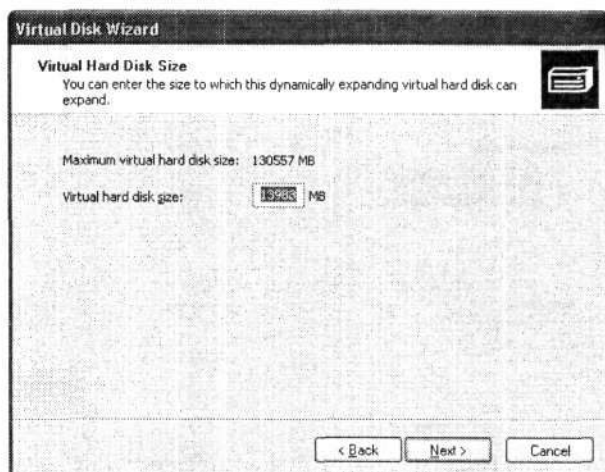 Virtual Disk Wizard
Virtual Hard Disk Size
You can enter the size to which this dynamically expanding virtual hard disk can
expand.
Maximum virtual hard disk size: 130557 MB
Virtual hard disk size: MB
< Back Next > Cancel